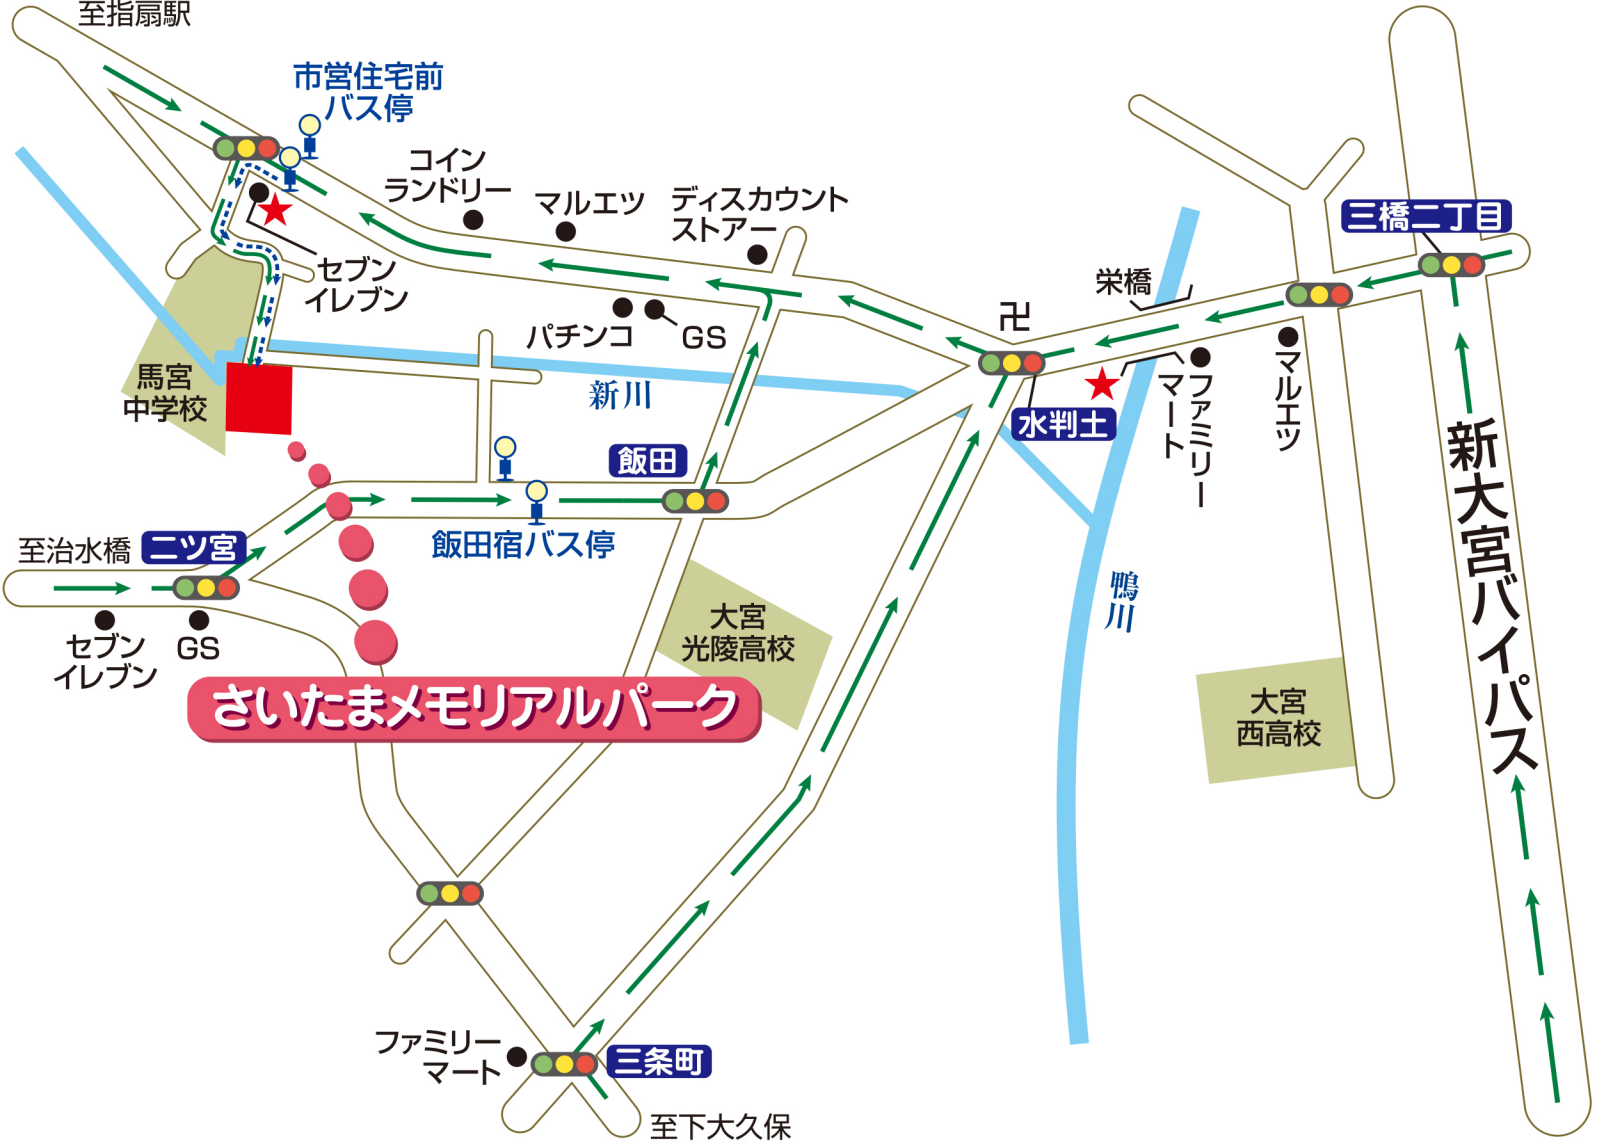 至指扇駅
市営住宅前
バス停
コイン
ランドリー
マルエツ
ディスカウント
ストアー
三橋二丁目
栄橋
卍
セブン
イレブン
パチンコ
GS
馬宮
中学校
新川
ファミリー
マート
マルエツ
水判土
飯田
新大宮バイパス
飯田宿バス停
至治水橋
二ツ宮
セブン
イレブン
GS
鴨川
大宮
光陵高校
大宮
西高校
さいたまメモリアルパーク
ファミリー
マート
三条町
至下大久保